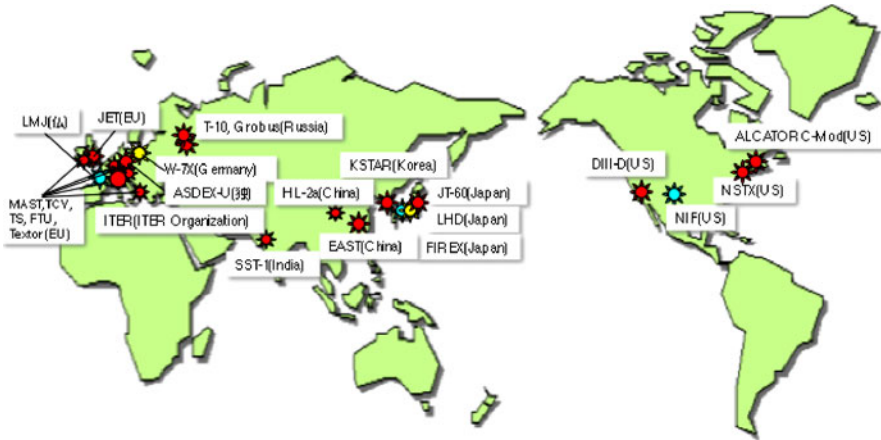 LMJ(仏)
JET(EU)
T-10, Grobus(Russia)
W-7X(Germany)
ASDEX-U(独)
MAST,TCV,
TS, FTU,
Textor(EU)
ITER(ITER Organization)
HL-2a(China)
KSTAR(Korea)
JT-60(Japan)
LHD(Japan)
FIREX(Japan)
EAST(China)
SST-1(India)
ALCATOR C-Mod(US)
DIII-D(US)
NSTX(US)
NIF(US)